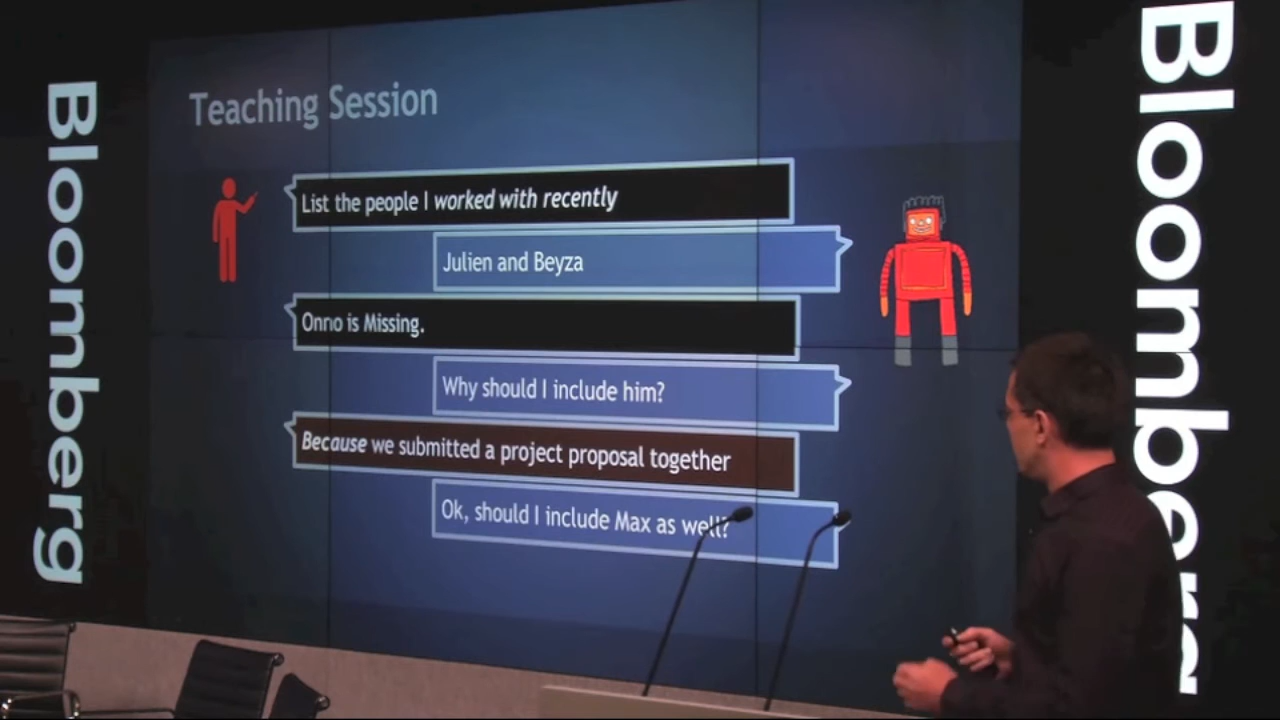 Bloomberg
Teaching Session
List the people I worked with recently
Julien and Beyza
Onno is Missing.
Why should I include him?
Because we submitted a project proposal together
Ok, should I include Max as well?
Bloomberg